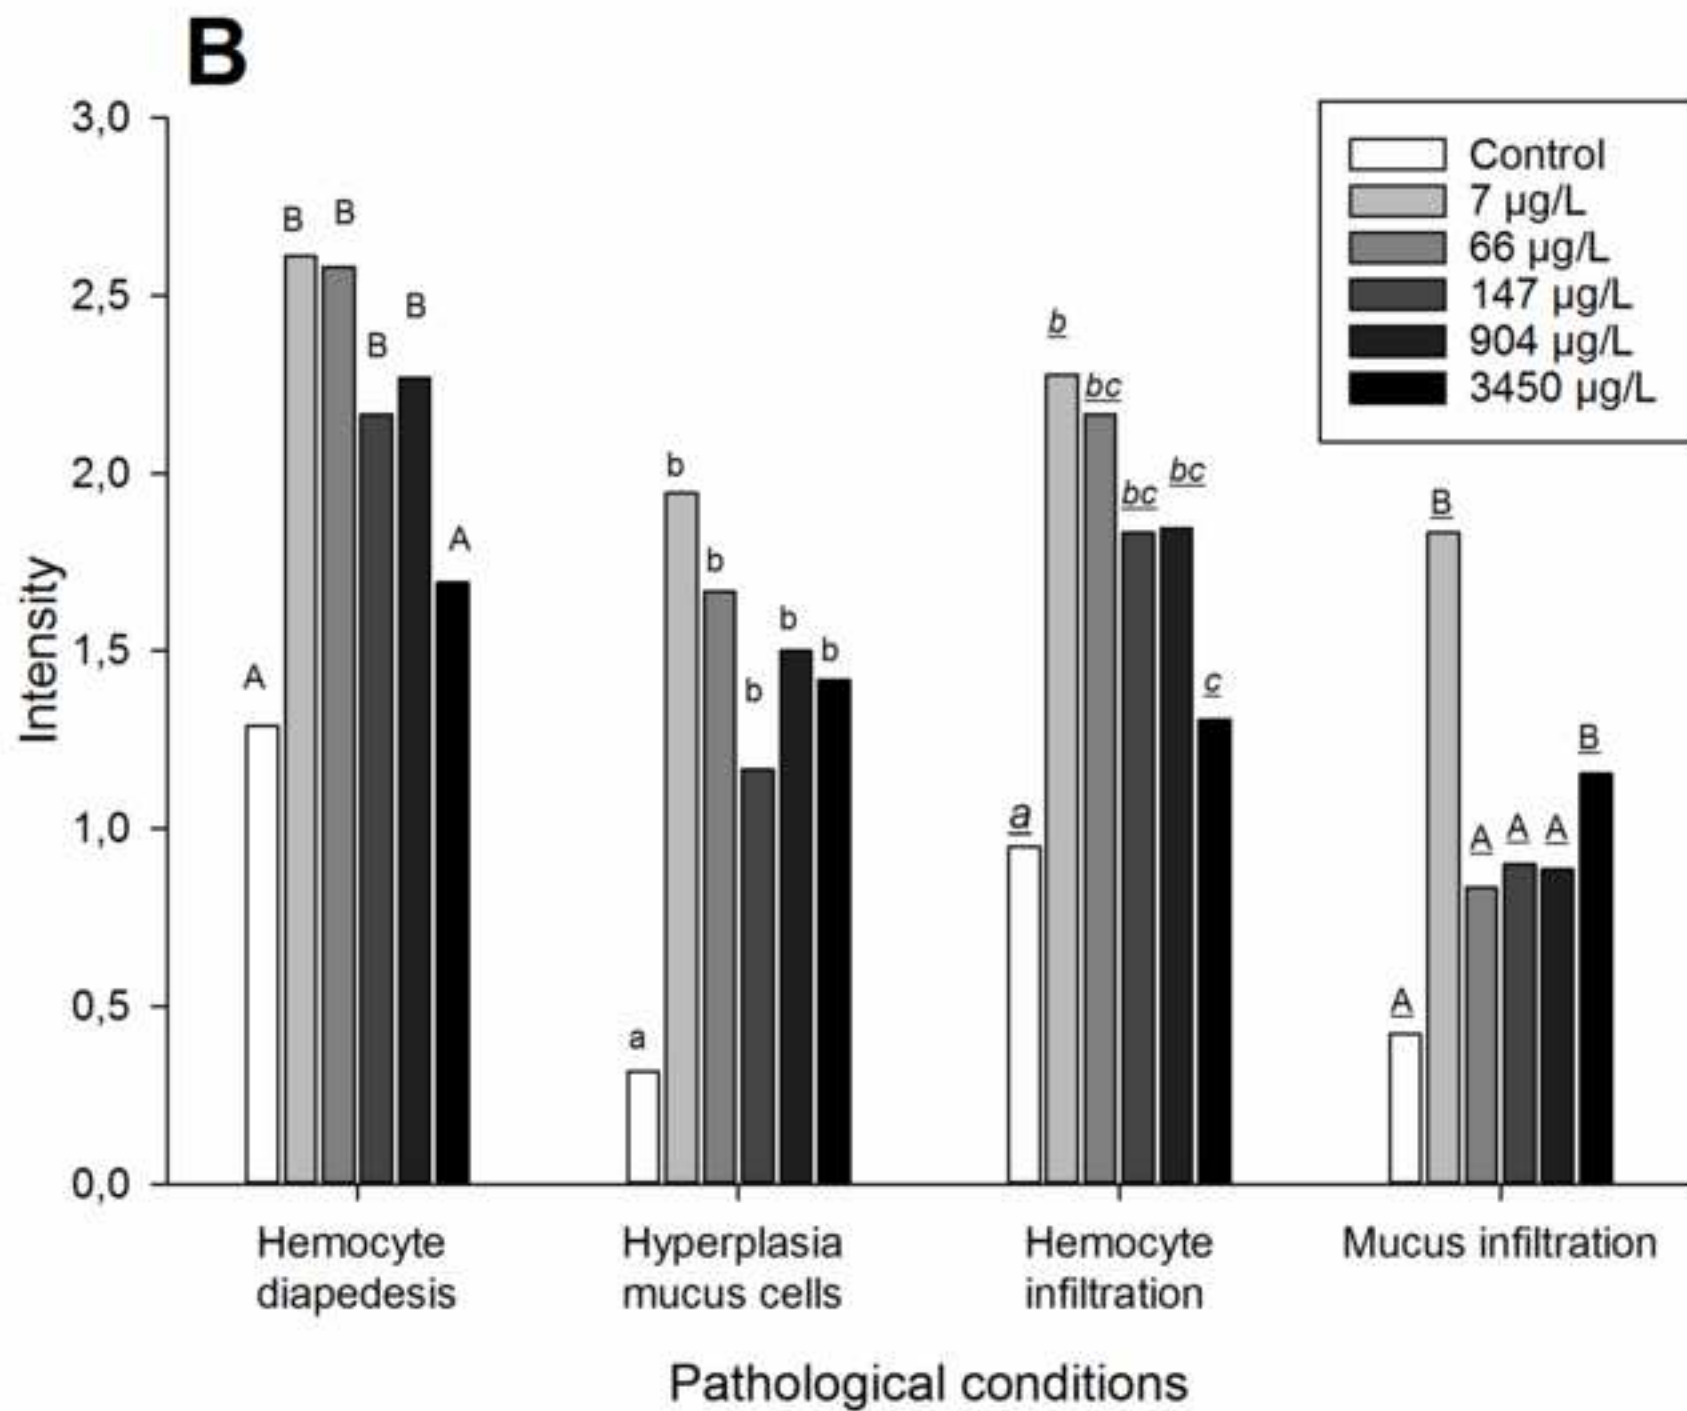 B
3,0
2,5
2,0
1,5
1,0
0,5
0,0
Intensity
Control
7 µg/L
66 µg/L
147 µg/L
904 µg/L
3450 µg/L
A B B B B A
a b b b b b
a b bc bc bc c
A B A A A B
Hemocyte
diapedesis
Hyperplasia
mucus cells
Hemocyte
infiltration
Mucus infiltration
Pathological conditions